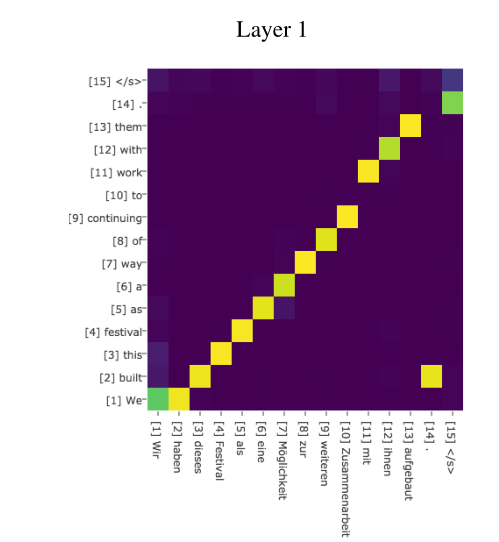 Layer 1
[15] </s>
[14] .
[13] them
[12] with
[11] work
[10] to
[9] continuing
[8] of
[7] way
[6] a
[5] as
[4] festival
[3] this
[2] built
[1] We
[1] Wir
[2] haben
[3] dieses
[4] Festival
[5] als
[6] eine
[7] Möglichkeit
[8] zur
[9] weiteren
[10] Zusammenarbeit
[11] mit
[12] ihnen
[13] aufgebaut
[14] .
[15] </s>